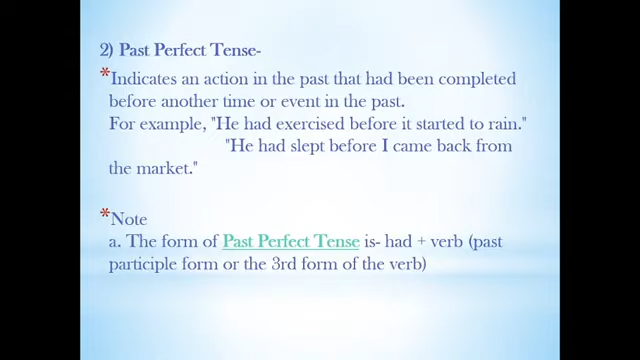 2) Past Perfect Tense-
*Indicates an action in the past that had been completed
before another time or event in the past.
For example, "He had exercised before it started to rain."
"He had slept before I came back from
the market."
*Note
a. The form of Past Perfect Tense is- had + verb (past
participle form or the 3rd form of the verb)